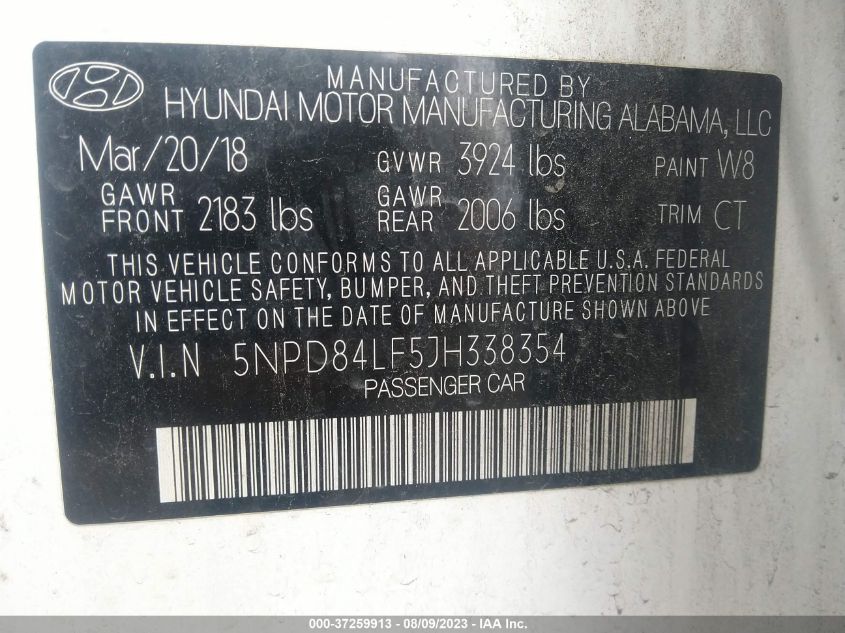 MANUFACTURED BY
HYUNDAI MOTOR MANUFACTURING ALABAMA, LLC
Mar/20/18 GVWR 3924 lbs PAINT W8
GAWR FRONT 2183 lbs GAWR REAR 2006 lbs TRIM CT
THIS VEHICLE CONFORMS TO ALL APPLICABLE U.S.A. FEDERAL
MOTOR VEHICLE SAFETY, BUMPER, AND THEFT PREVENTION STANDARDS
IN EFFECT ON THE DATE OF MANUFACTURE SHOWN ABOVE
V.I.N 5NPD84LF5JH338354
PASSENGER CAR
000-37259913 - 08/09/2023 - IAA Inc.